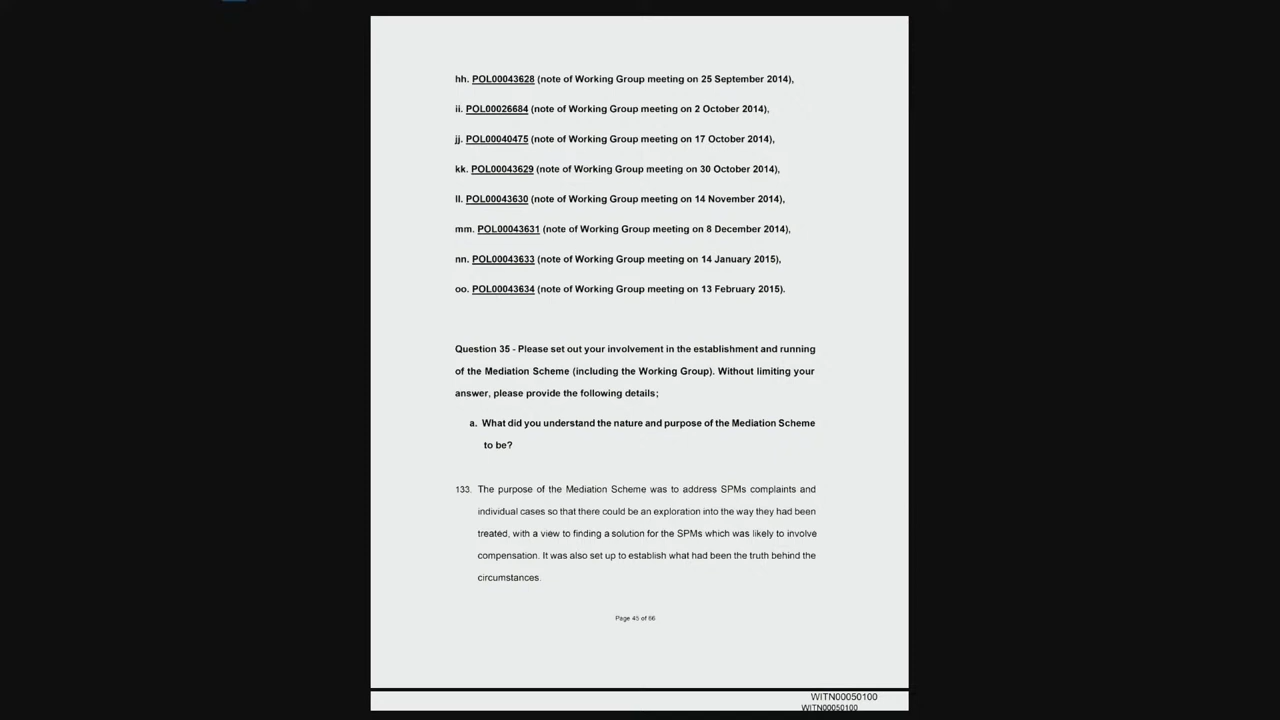 hh. POL00043628 (note of Working Group meeting on 25 September 2014),
ii. POL00026684 (note of Working Group meeting on 2 October 2014),
jj. POL00040475 (note of Working Group meeting on 17 October 2014),
kk. POL00043629 (note of Working Group meeting on 30 October 2014),
ll. POL00043630 (note of Working Group meeting on 14 November 2014),
mm. POL00043631 (note of Working Group meeting on 8 December 2014),
nn. POL00043633 (note of Working Group meeting on 14 January 2015),
oo. POL00043634 (note of Working Group meeting on 13 February 2015).
Question 35 - Please set out your involvement in the establishment and running
of the Mediation Scheme (including the Working Group). Without limiting your
answer, please provide the following details;
a. What did you understand the nature and purpose of the Mediation Scheme
to be?
133. The purpose of the Mediation Scheme was to address SPMs complaints and
individual cases so that there could be an exploration into the way they had been
treated, with a view to finding a solution for the SPMs which was likely to involve
compensation. It was also set up to establish what had been the truth behind the
circumstances.
Page 45 of 66
WITN00050100
WITN00050100